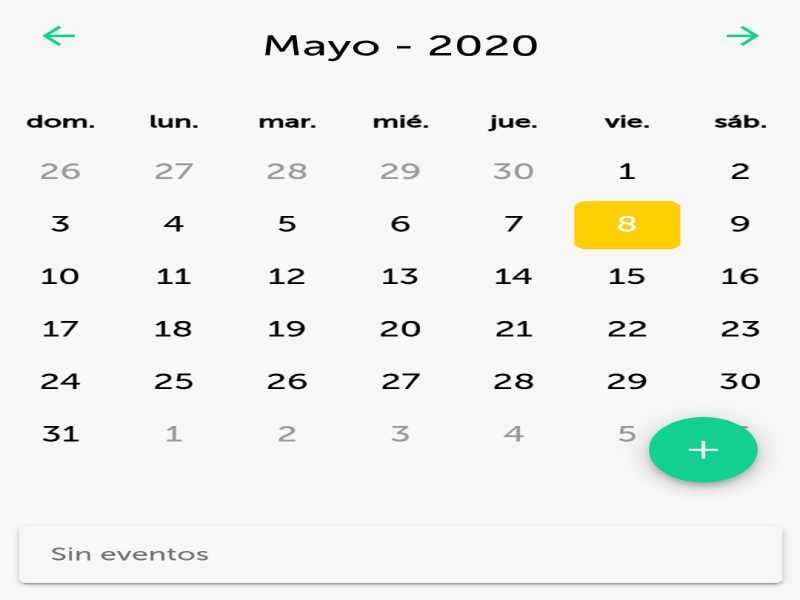 Mayo - 2020
dom. lun. mar. mié. jue. vie. sáb.
26 27 28 29 30 1 2
3 4 5 6 7 8 9
10 11 12 13 14 15 16
17 18 19 20 21 22 23
24 25 26 27 28 29 30
31 1 2 3 4 5
+
Sin eventos